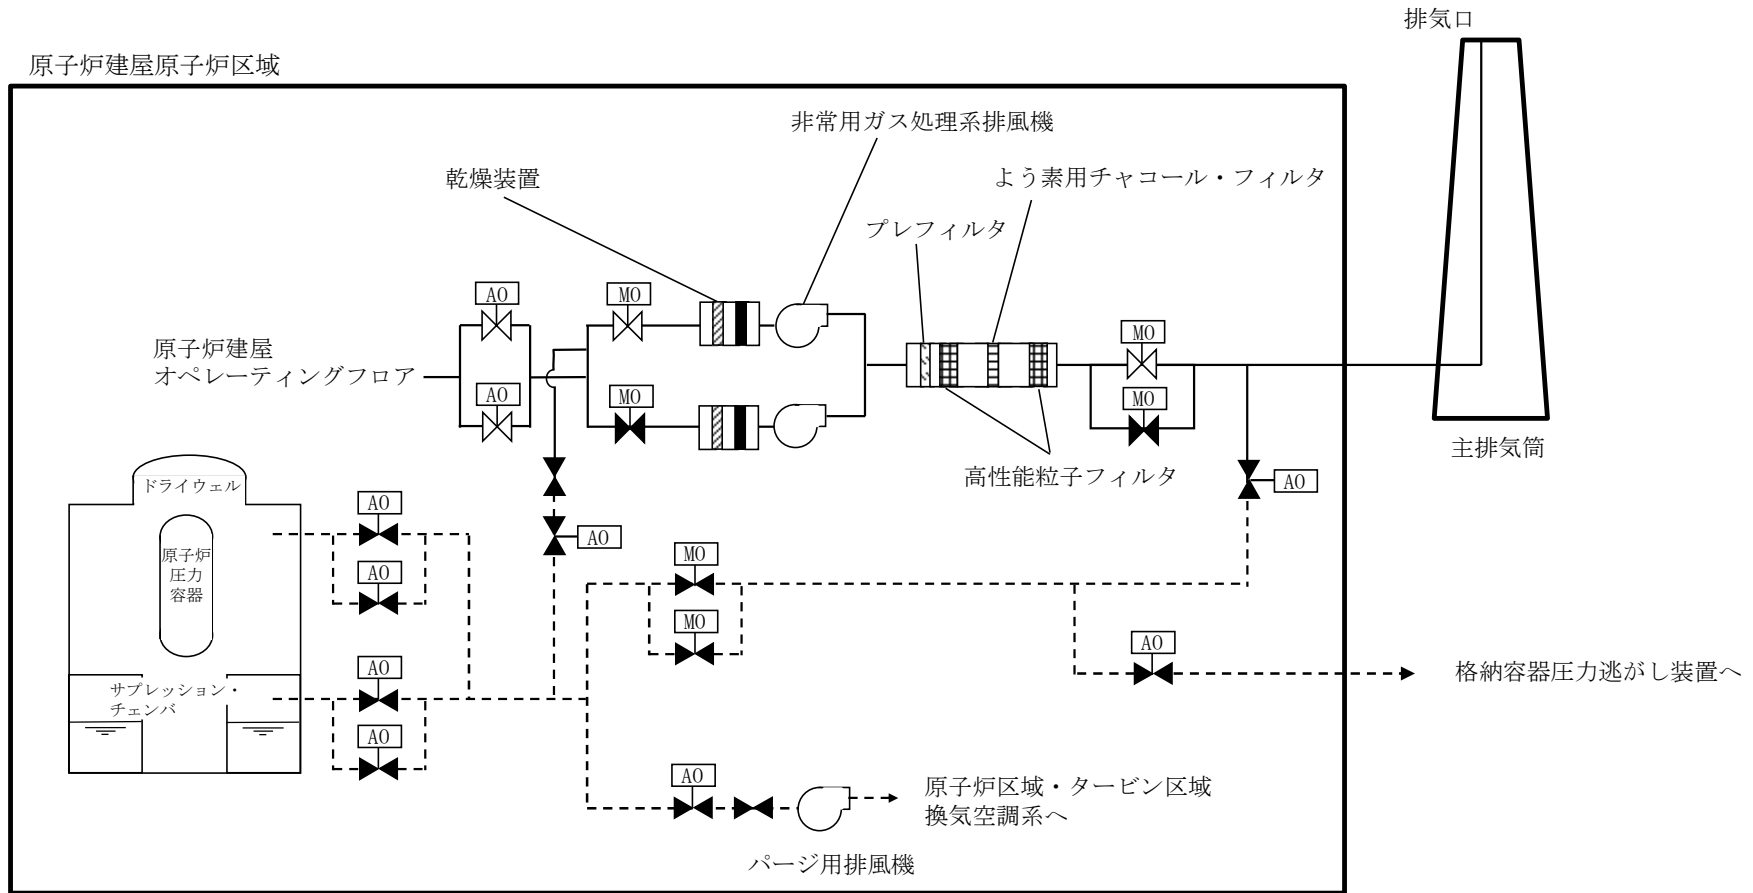 排気口
原子炉建屋原子炉区域
非常用ガス処理系排風機
乾燥装置
よう素用チャコール・フィルタ
プレフィルタ
AO
MO
MO
原子炉建屋
オペレーティングフロア
AO
MO
MO
主排気筒
高性能粒子フィルタ
AO
ドライウェル
AO
AO
原子炉
圧力
容器
MO
AO
MO
AO
AO
サプレッション・
チェンバ
格納容器圧力逃がし装置へ
AO
AO
原子炉区域・タービン区域
換気空調系へ
パージ用排風機